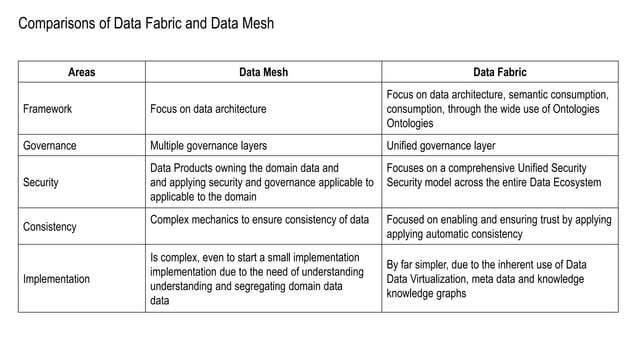 Comparisons of Data Fabric and Data Mesh
Areas
Data Mesh
Data Fabric
Framework
Focus on data architecture
Focus on data architecture, semantic consumption,
consumption, through the wide use of Ontologies
Ontologies
Governance
Multiple governance layers
Unified governance layer
Security
Data Products owning the domain data and
and applying security and governance applicable to
applicable to the domain
Focuses on a comprehensive Unified Security
Security model across the entire Data Ecosystem
Consistency
Complex mechanics to ensure consistency of data
Focused on enabling and ensuring trust by applying
applying automatic consistency
Implementation
Is complex, even to start a small implementation
implementation due to the need of understanding
understanding and segregating domain data
data
By far simpler, due to the inherent use of Data
Data Virtualization, meta data and knowledge
knowledge graphs